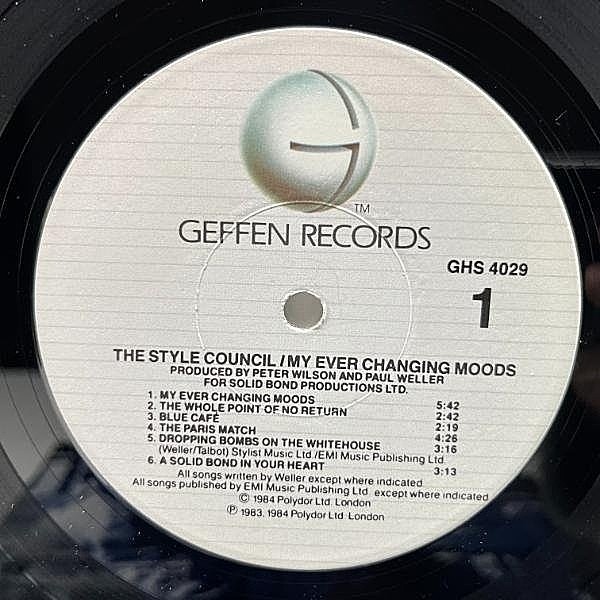 G
TM
GEFFEN RECORDS
GHS 4029
1
THE STYLE COUNCIL/MY EVER CHANGING MOODS
PRODUCED BY PETER WILSON AND PAUL WELLER
FOR SOLID BOND PRODUCTIONS LTD.
1. MY EVER CHANGING MOODS 5:42
2. THE WHOLE POINT OF NO RETURN 2:42
3. BLUE CAFÉ 2:19
4. THE PARIS MATCH 4:26
5. DROPPING BOMBS ON THE WHITEHOUSE 3:16
(Weller/Talbot) Stylist Music Ltd./EMI Music Publishing Ltd.
6. A SOLID BOND IN YOUR HEART 3:13
All songs written by Weller except where indicated.
All songs published by EMI Music Publishing Ltd. except where indicated
© 1984 Polydor Ltd. London
℗ 1983, 1984 Polydor Ltd. London